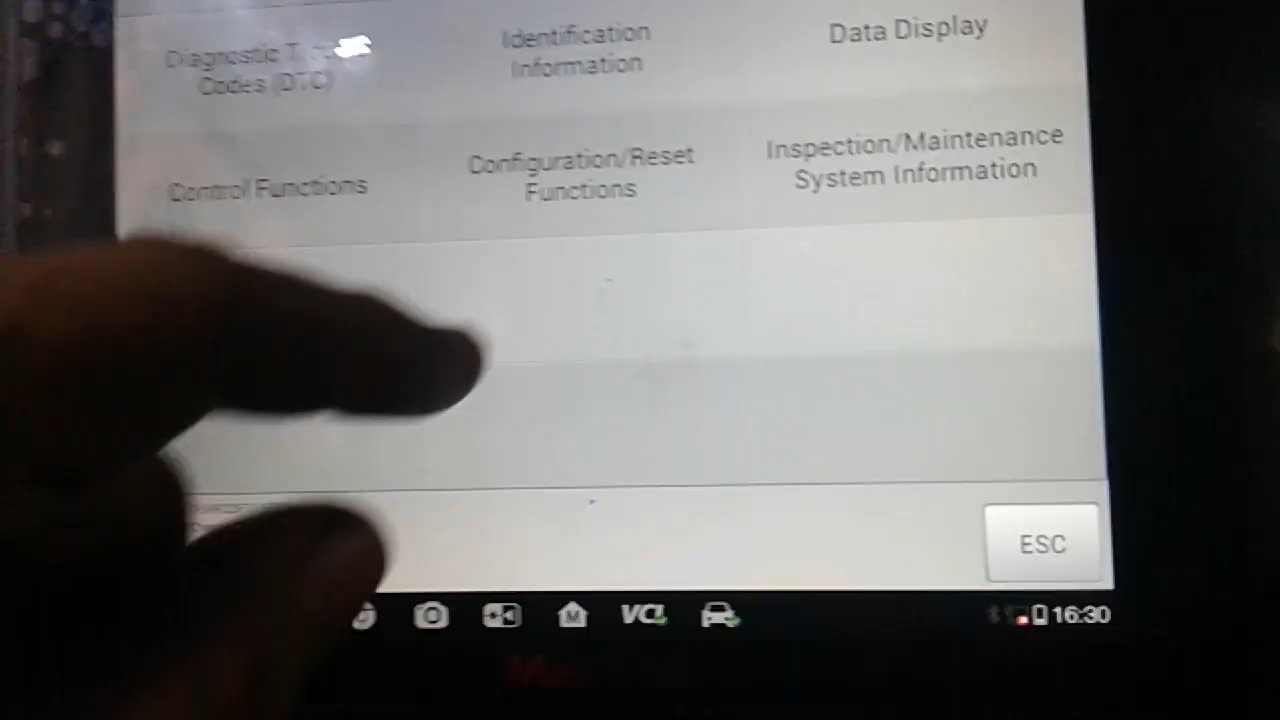 Diagnostic
Codes (DTC)
Identification
Information
Data Display
Control Functions
Configuration/Reset
Functions
Inspection/Maintenance
System Information
ESC
M
VCI
16:30